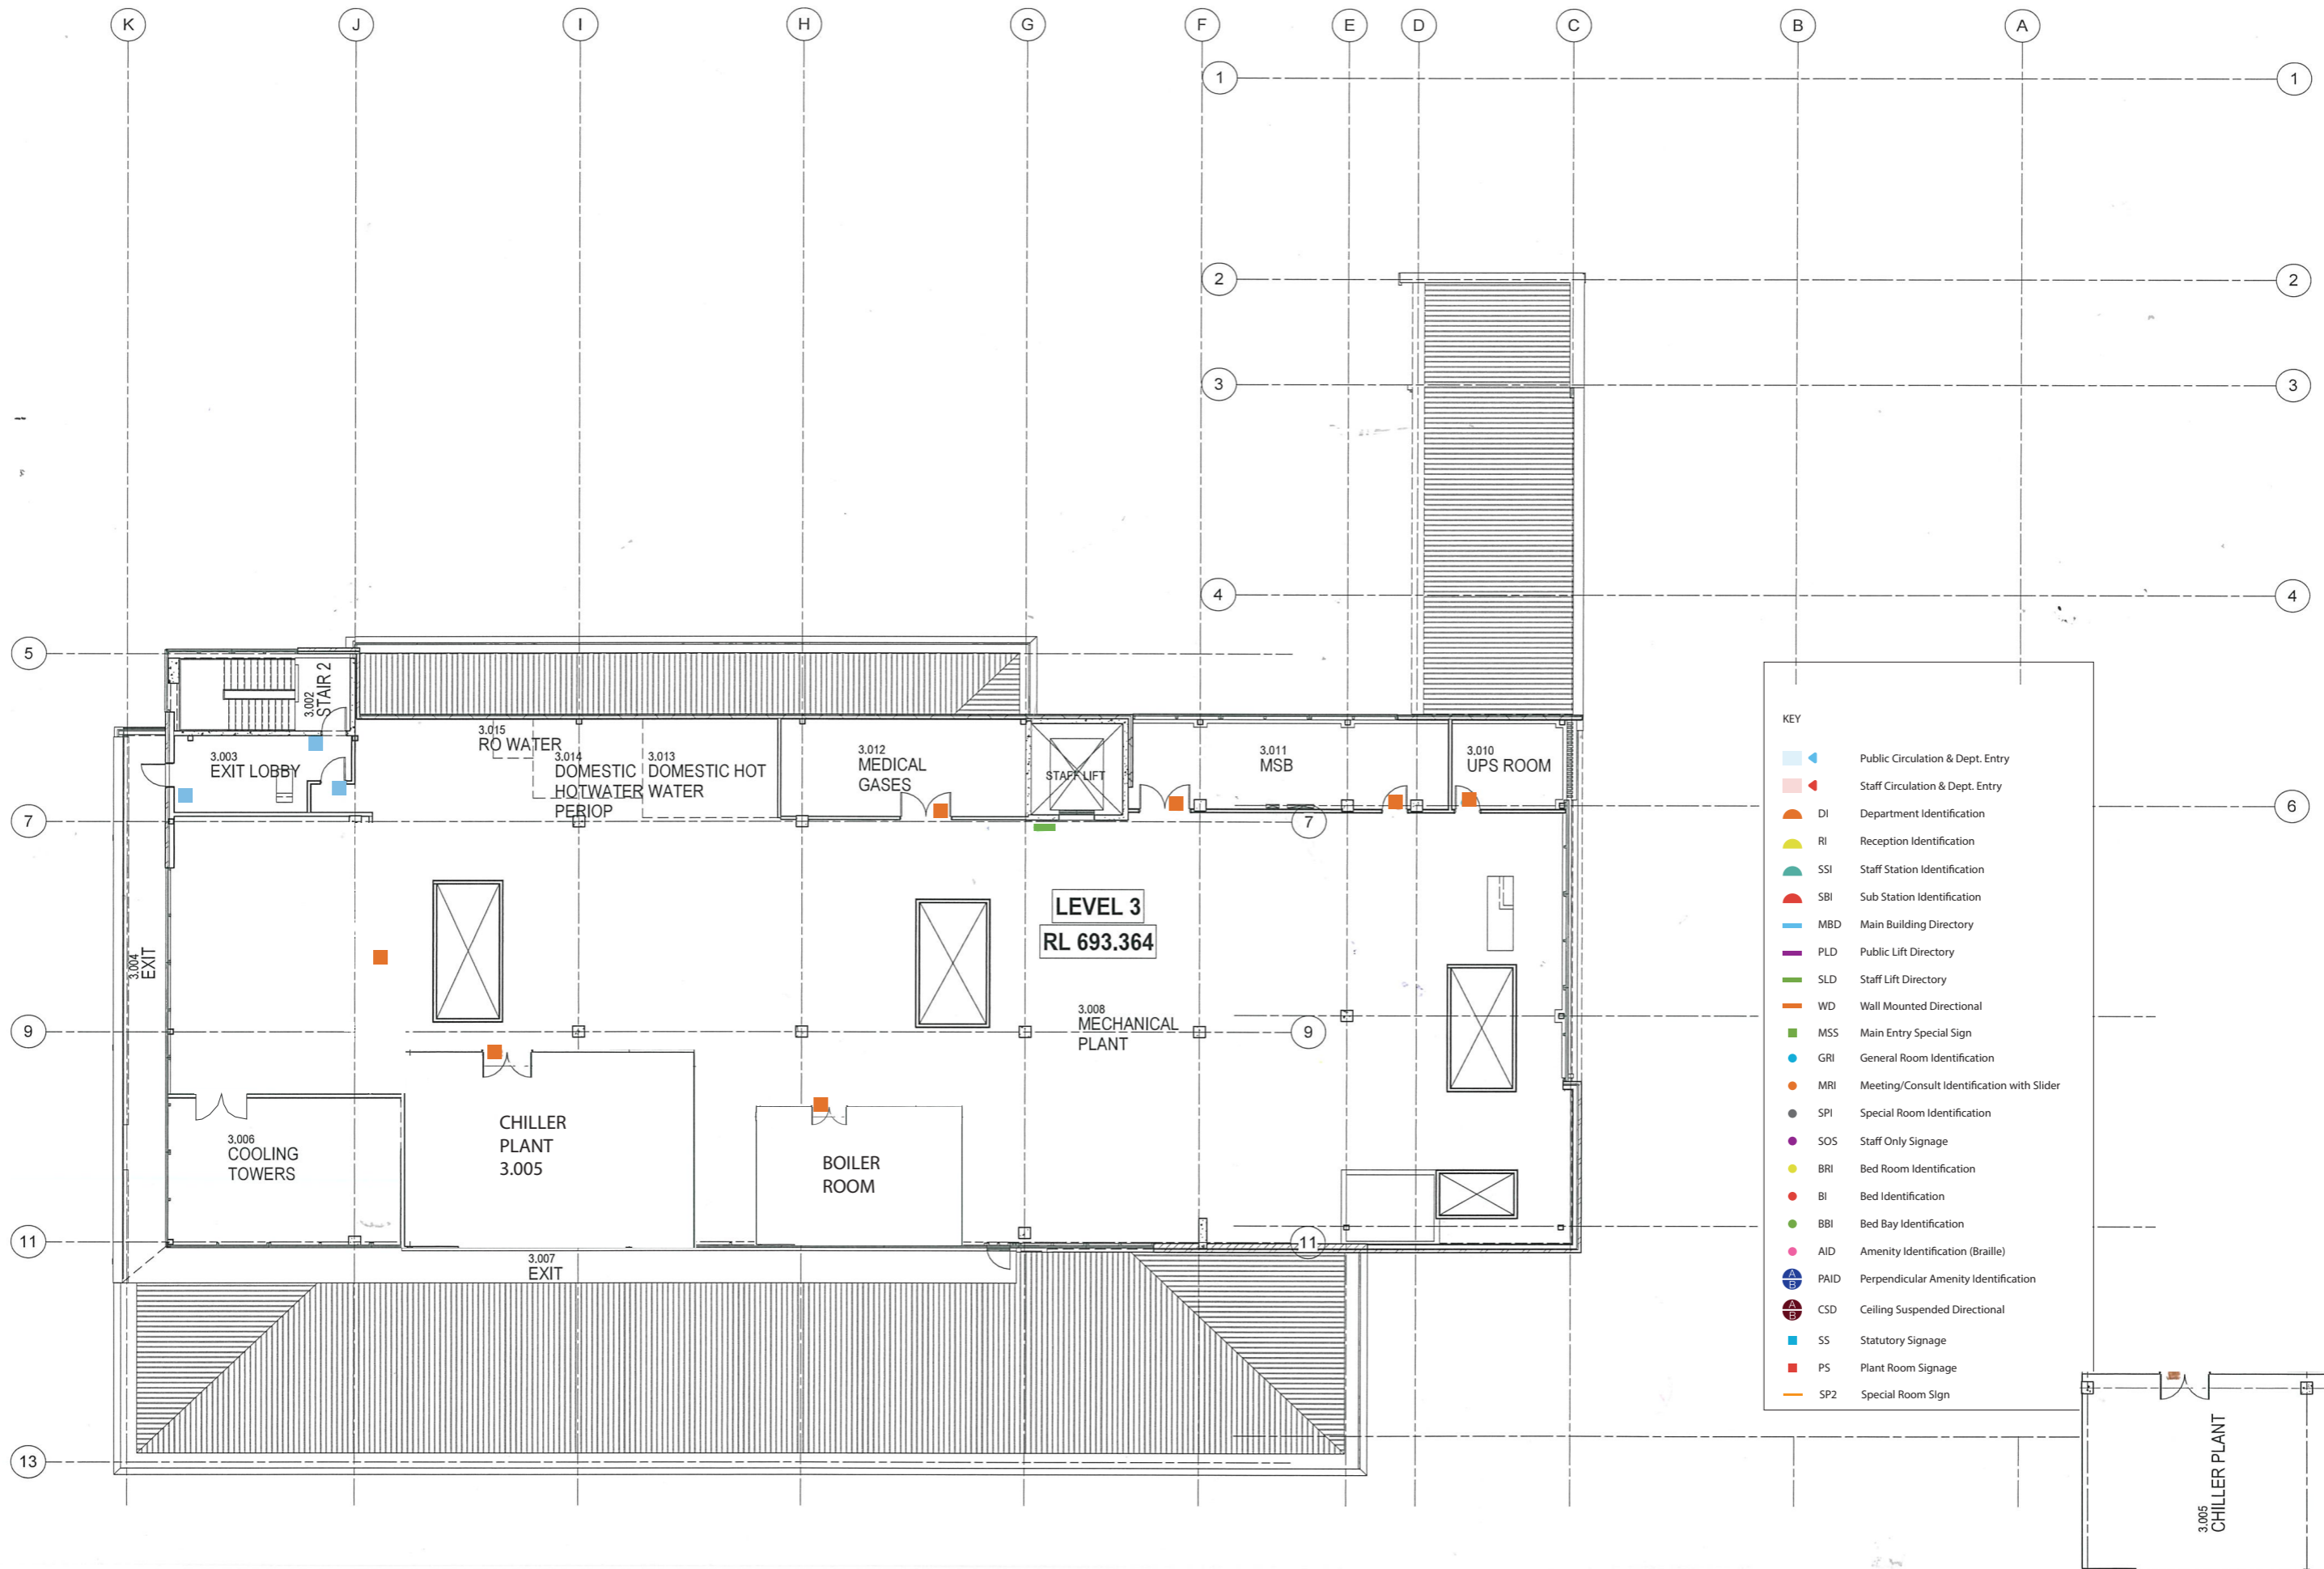 K J I H G F E D C B A
1 1
2 2
3 3
4 4
5
3.002
STAIR 2
3.003
EXIT LOBBY
3.015
RO WATER
3.014
DOMESTIC
HOTWATER
PERIOP
3.013
DOMESTIC HOT
WATER
3.012
MEDICAL
GASES
STAFF LIFT
3.011
MSB
3.010
UPS ROOM
6
7 7
LEVEL 3
RL 693.364
3.004
EXIT
3.008
MECHANICAL
PLANT
9 9
3.006
COOLING
TOWERS
CHILLER
PLANT
3.005
BOILER
ROOM
11 11
3.007
EXIT
13
KEY
Public Circulation & Dept. Entry
Staff Circulation & Dept. Entry
DI Department Identification
RI Reception Identification
SSI Staff Station Identification
SBI Sub Station Identification
MBD Main Building Directory
PLD Public Lift Directory
SLD Staff Lift Directory
WD Wall Mounted Directional
MSS Main Entry Special Sign
GRI General Room Identification
MRI Meeting/Consult Identification with Slider
SPI Special Room Identification
SOS Staff Only Signage
BRI Bed Room Identification
BI Bed Identification
BBI Bed Bay Identification
AID Amenity Identification (Braille)
A B PAID Perpendicular Amenity Identification
A B CSD Ceiling Suspended Directional
SS Statutory Signage
PS Plant Room Signage
SP2 Special Room SIgn
3.005
CHILLER PLANT